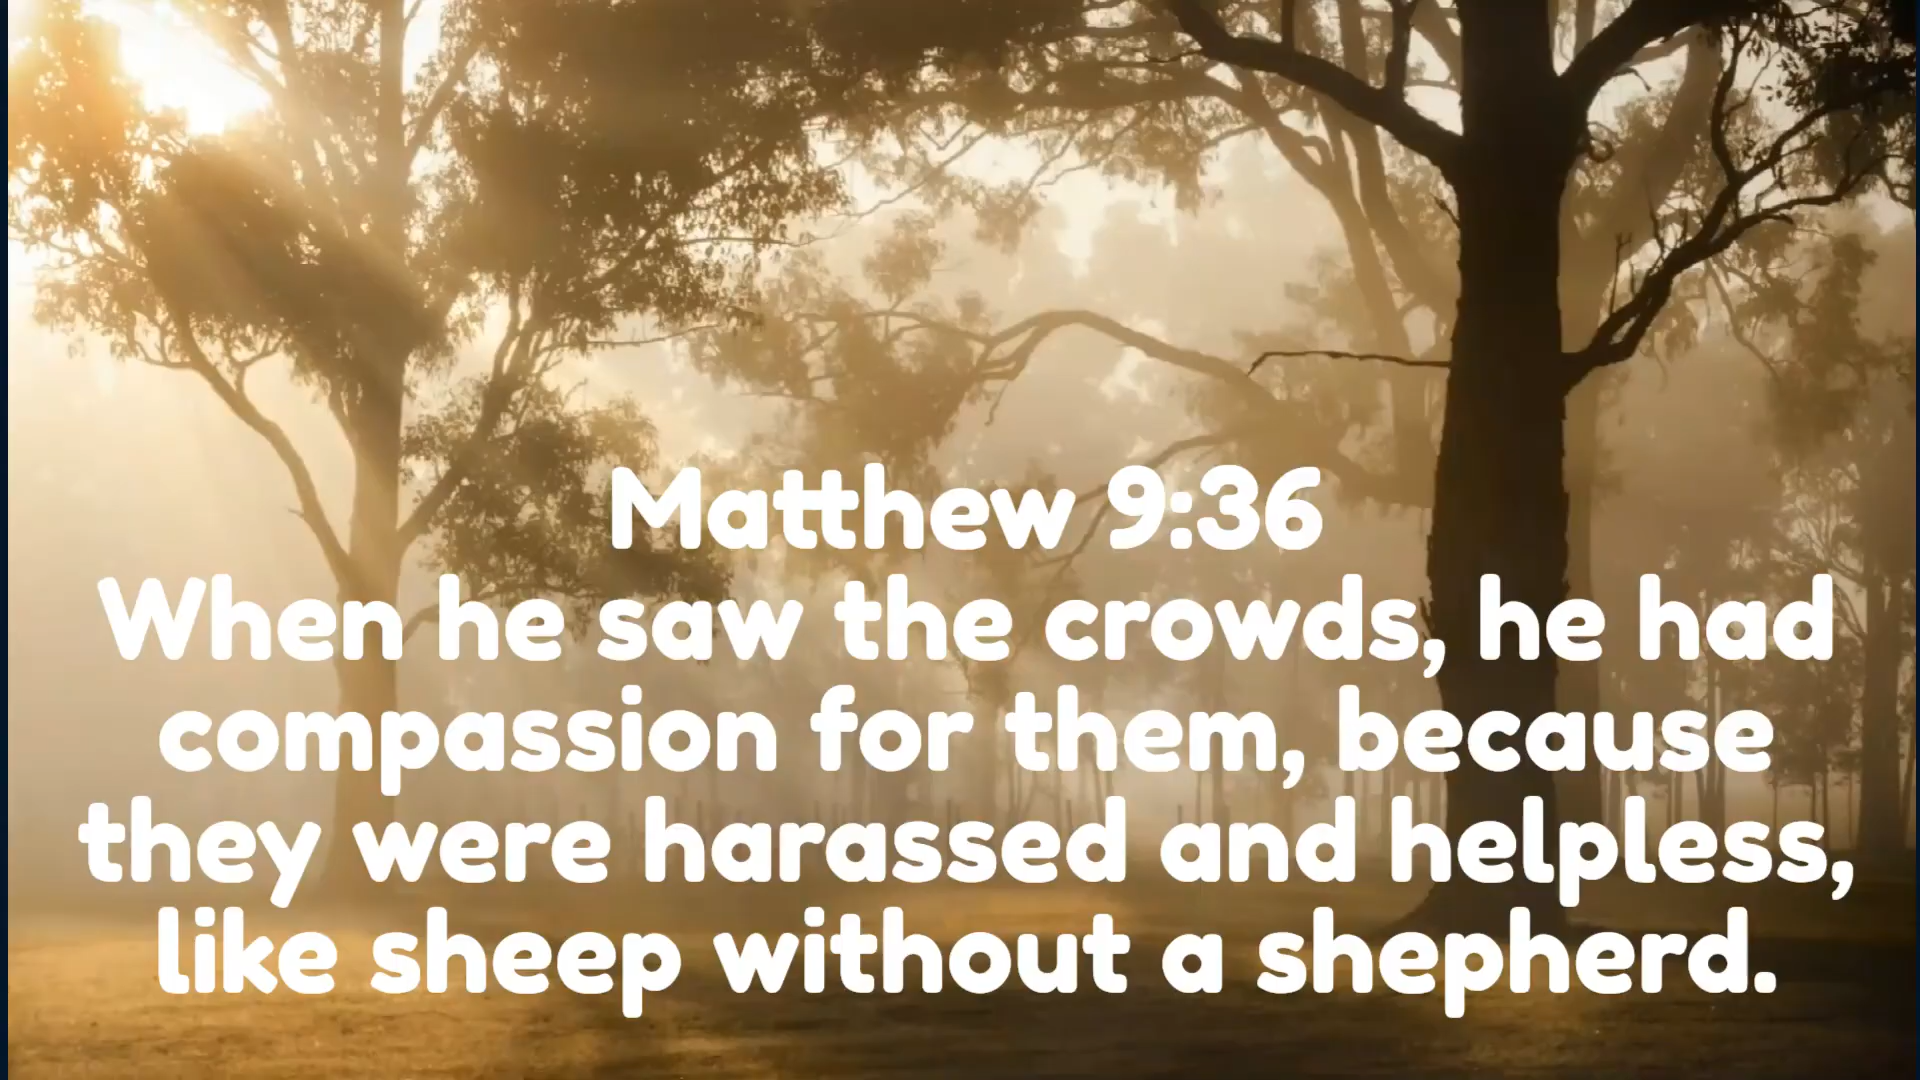 Matthew 9:36
When he saw the crowds, he had
compassion for them, because
they were harassed and helpless,
like sheep without a shepherd.